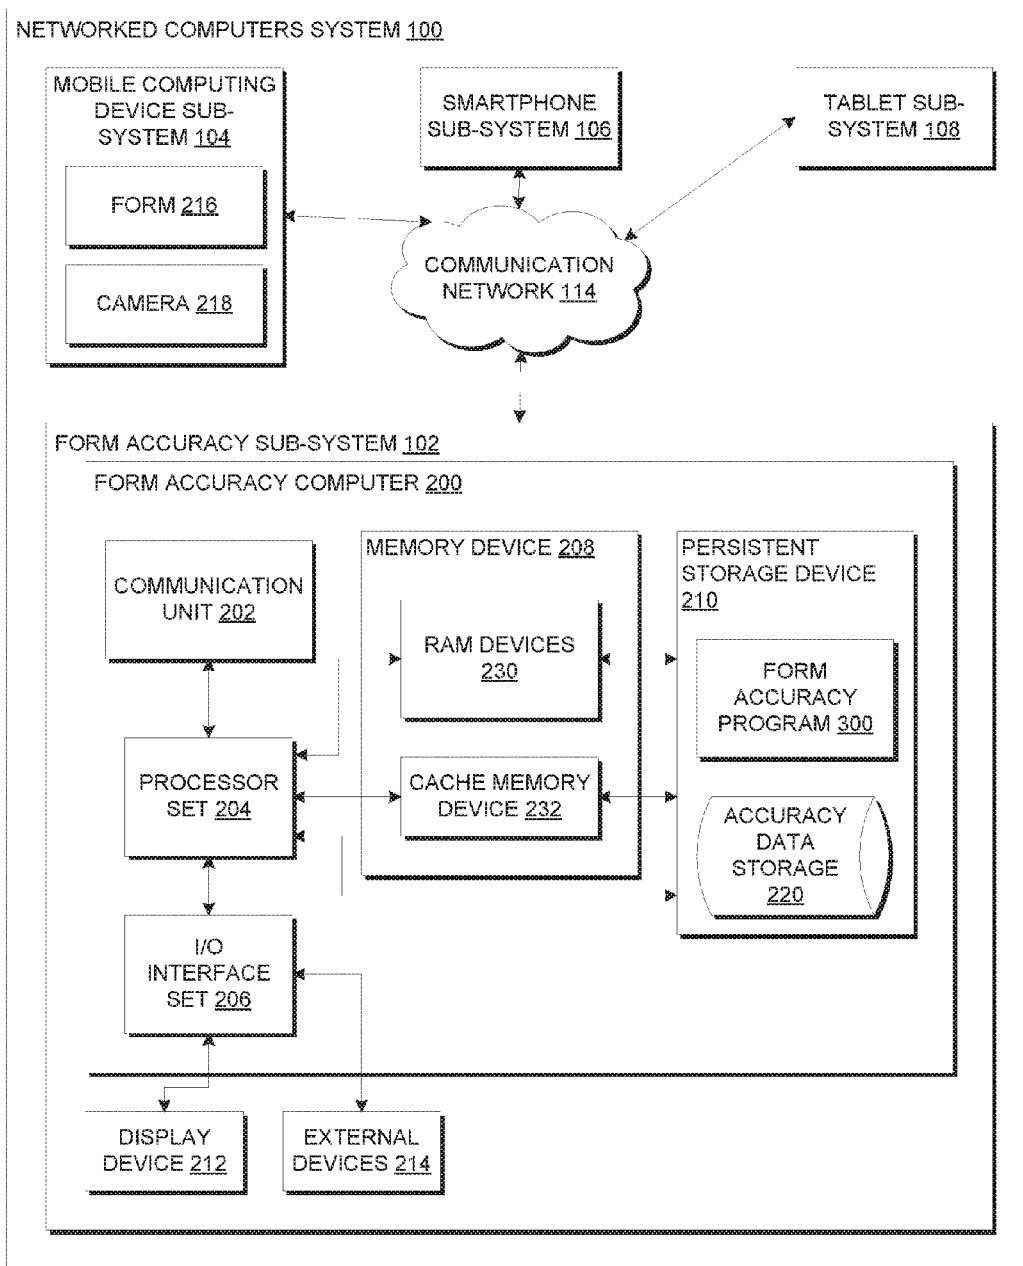 NETWORKED COMPUTERS SYSTEM 100
MOBILE COMPUTING
DEVICE SUB-
SYSTEM 104
FORM 216
CAMERA 218
SMARTPHONE
SUB-SYSTEM 106
TABLET SUB-
SYSTEM 108
COMMUNICATION
NETWORK 114
FORM ACCURACY SUB-SYSTEM 102
FORM ACCURACY COMPUTER 200
COMMUNICATION
UNIT 202
PROCESSOR
SET 204
I/O
INTERFACE
SET 206
MEMORY DEVICE 208
RAM DEVICES
230
CACHE MEMORY
DEVICE 232
PERSISTENT
STORAGE DEVICE
210
FORM
ACCURACY
PROGRAM 300
ACCURACY
DATA
STORAGE
220
DISPLAY
DEVICE 212
EXTERNAL
DEVICES 214